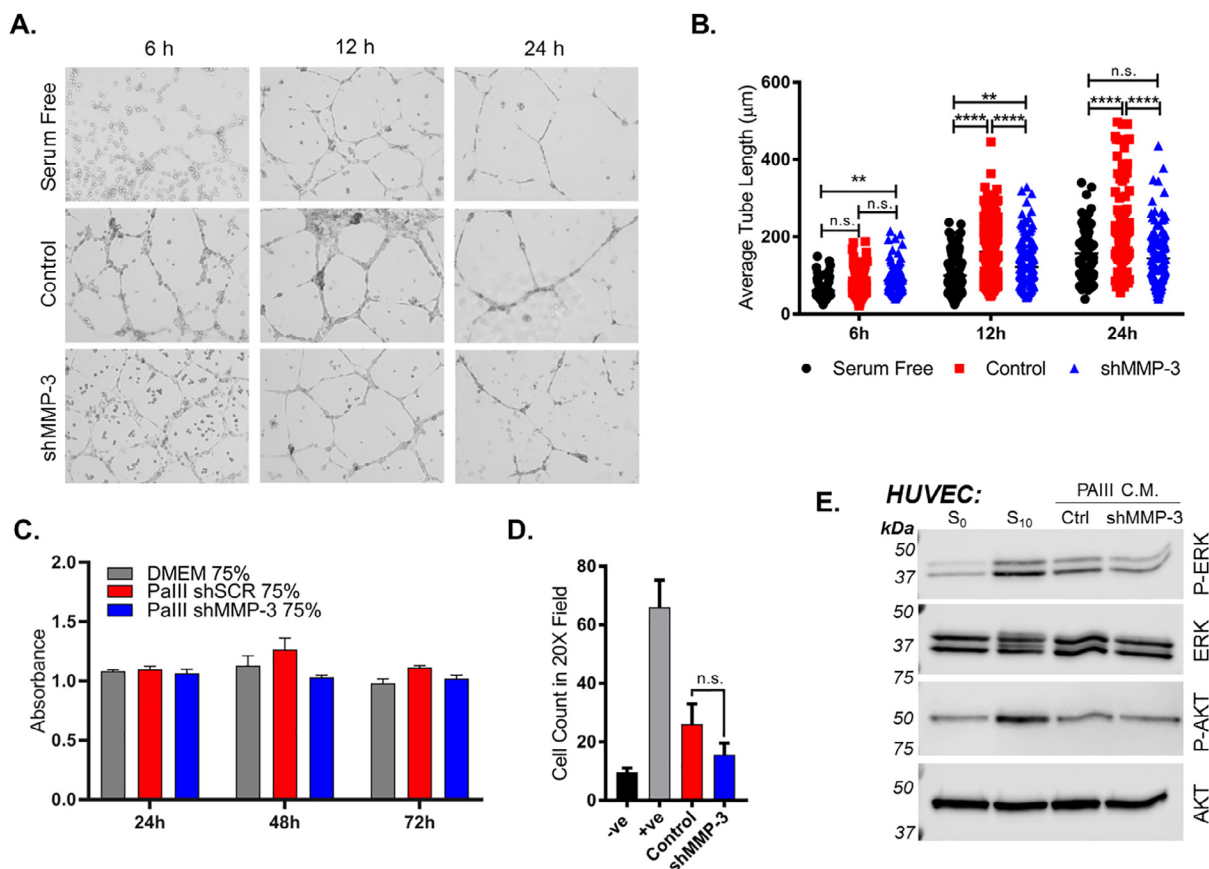 A.
6 h 12 h 24 h
Serum Free
Control
shMMP-3
B.
Average Tube Length (μm)
600
400
200
0
n.s.
**
**** ****
**** ****
**
n.s. n.s.
6h 12h 24h
Serum Free Control shMMP-3
C.
Absorbance
2.0
1.5
1.0
0.5
0.0
DMEM 75%
PaIII shSCR 75%
PaIII shMMP-3 75%
24h 48h 72h
D.
Cell Count in 20X Field
80
60
40
20
0
n.s.
-ve +ve Control shMMP-3
E.
HUVEC:
PAIII C.M.
kDa S0 S10 Ctrl shMMP-3
50
37
P-ERK
50
37
ERK
75
50
P-AKT
75
50
37
AKT